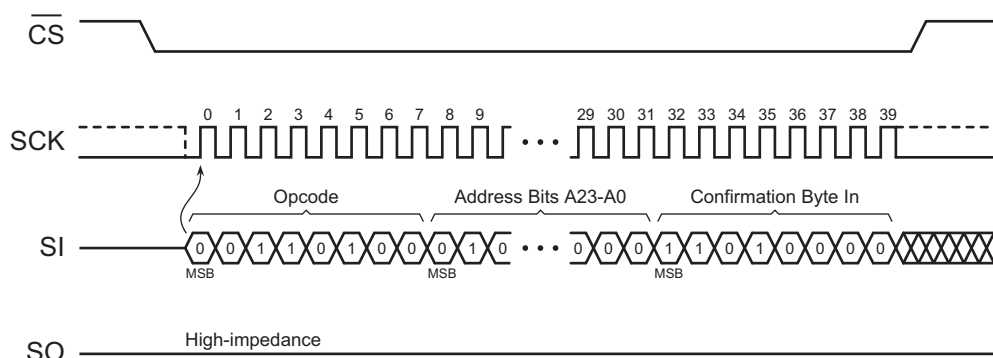 CS
0 1 2 3 4 5 6 7 8 9 29 30 31 32 33 34 35 36 37 38 39
SCK
Opcode Address Bits A23-A0 Confirmation Byte In
SI 0 0 1 1 0 1 0 0 0 1 0 0 0 0 1 1 0 1 0 0 0 0
MSB MSB MSB
High-impedance
SO